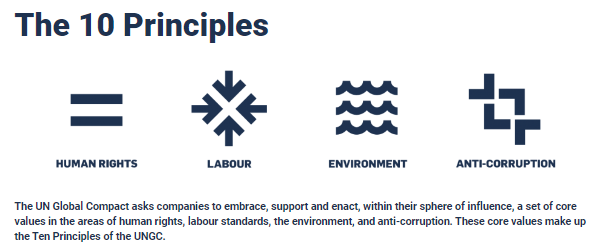 The 10 Principles
HUMAN RIGHTS
LABOUR
ENVIRONMENT
ANTI-CORRUPTION
The UN Global Compact asks companies to embrace, support and enact, within their sphere of influence, a set of core
values in the areas of human rights, labour standards, the environment, and anti-corruption. These core values make up
the Ten Principles of the UNGC.